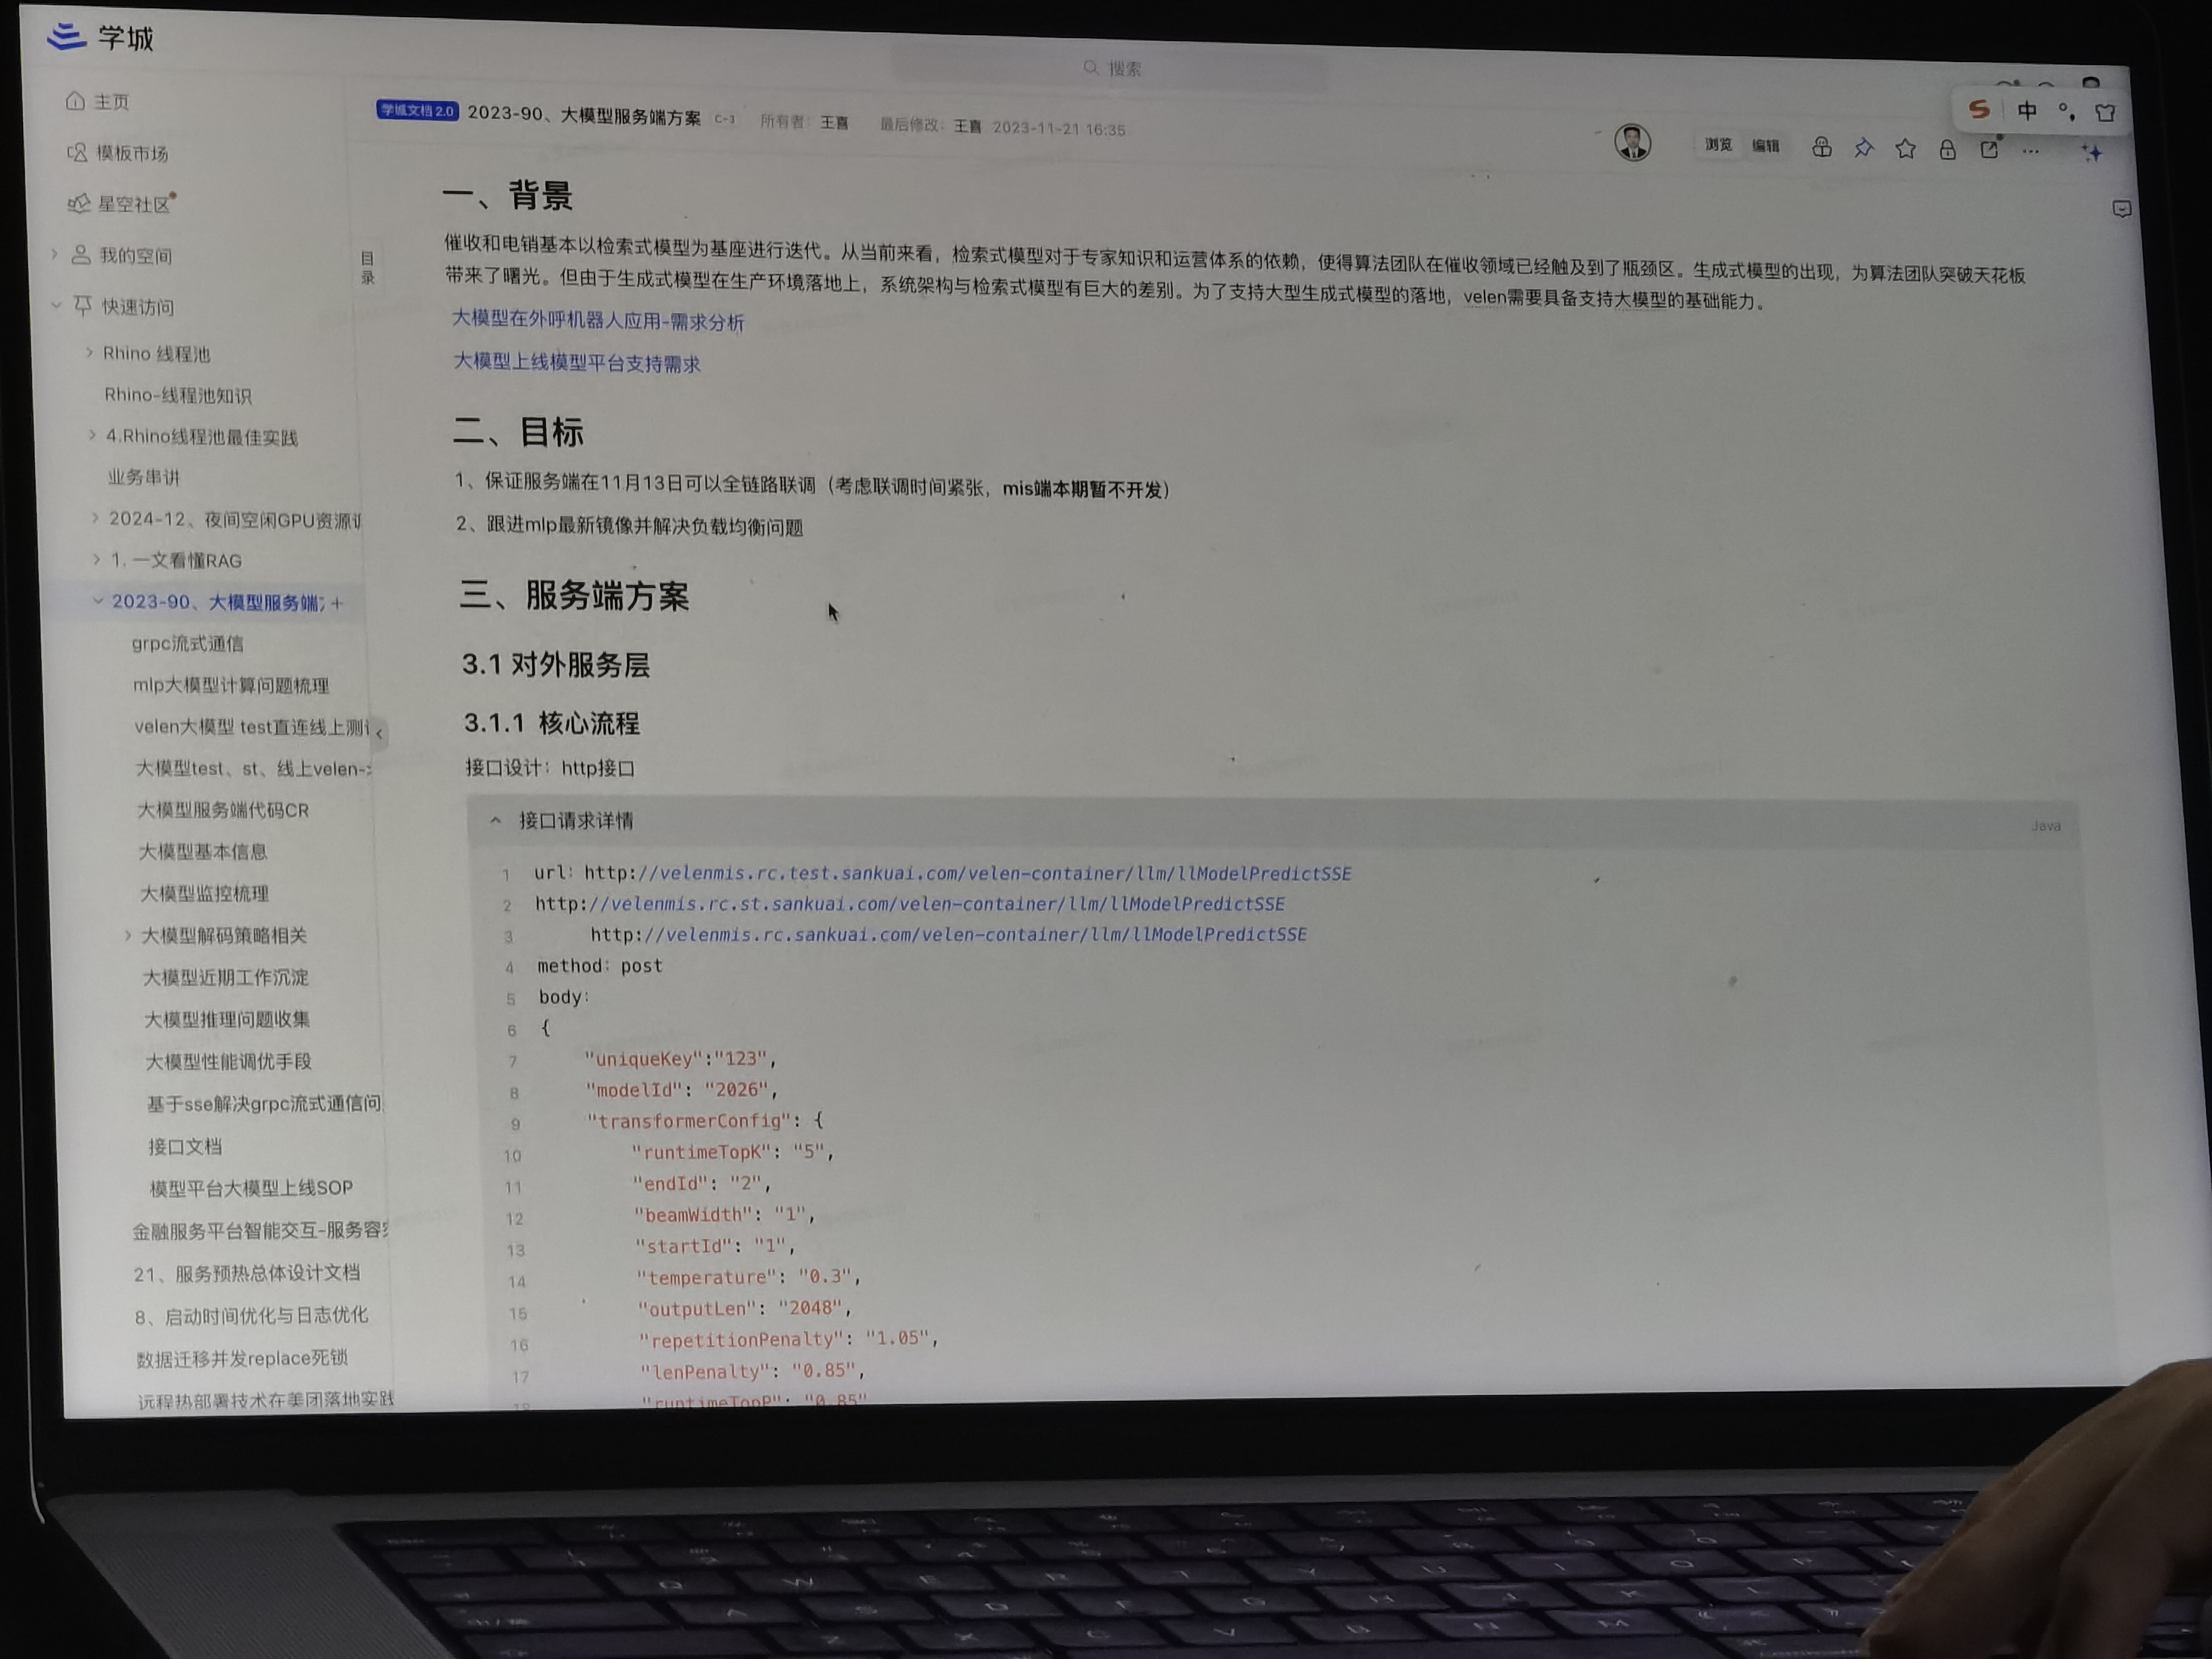 学城
搜索
主页
模板市场
星空社区
我的空间
快速访问
Rhino 线程池
Rhino-线程池知识
4.Rhino线程池最佳实践
业务串讲
2024-12、夜间空闲GPU资源
1. 一文看懂RAG
2023-90、大模型服务端
grpc流式通信
mlp大模型计算问题梳理
velen大模型 test直连线上测
大模型test、st、线上velen-
大模型服务端代码CR
大模型基本信息
大模型监控梳理
大模型解码策略相关
大模型近期工作沉淀
大模型推理问题收集
大模型性能调优手段
基于sse解决grpc流式通信问
接口文档
模型平台大模型上线SOP
金融服务平台智能交互-服务容
21、服务预热总体设计文档
8、启动时间优化与日志优化
数据迁移并发replace死锁
远程热部署技术在美团落地实践
目录
学城文档2.0 2023-90、大模型服务端方案 C-3 所有者：王喜 最后修改：王喜 2023-11-21 16:35
浏览 编辑
中
一、背景
催收和电销基本以检索式模型为基座进行迭代。从当前来看，检索式模型对于专家知识和运营体系的依赖，使得算法团队在催收领域已经触及到了瓶颈区。生成式模型的出现，为算法团队突破天花板
带来了曙光。但由于生成式模型在生产环境落地上，系统架构与检索式模型有巨大的差别。为了支持大型生成式模型的落地，velen需要具备支持大模型的基础能力。
大模型在外呼机器人应用-需求分析
大模型上线模型平台支持需求
二、目标
1、保证服务端在11月13日可以全链路联调（考虑联调时间紧张，mis端本期暂不开发）
2、跟进mlp最新镜像并解决负载均衡问题
三、服务端方案
3.1 对外服务层
3.1.1 核心流程
接口设计：http接口
接口请求详情 Java
1 url: http://velenmis.rc.test.sankuai.com/velen-container/llm/llModelPredictSSE
2 http://velenmis.rc.st.sankuai.com/velen-container/llm/llModelPredictSSE
3 http://velenmis.rc.sankuai.com/velen-container/llm/llModelPredictSSE
4 method: post
5 body:
6 {
7 "uniqueKey":"123",
8 "modelId": "2026",
9 "transformerConfig": {
10 "runtimeTopK": "5",
11 "endId": "2",
12 "beamWidth": "1",
13 "startId": "1",
14 "temperature": "0.3",
15 "outputLen": "2048",
16 "repetitionPenalty": "1.05",
17 "lenPenalty": "0.85",
18 "runtimeTopP": "0.85"